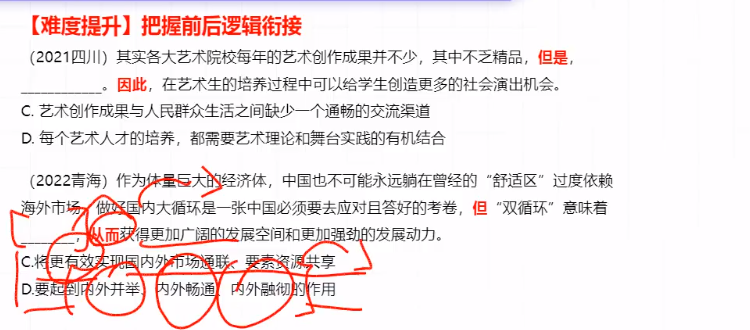 【难度提升】把握前后逻辑衔接
（2021四川）其实各大艺术院校每年的艺术创作成果并不少，其中不乏精品，但是，
____________。因此，在艺术生的培养过程中可以给学生创造更多的社会演出机会。
C. 艺术创作成果与人民群众生活之间缺少一个通畅的交流渠道
D. 每个艺术人才的培养，都需要艺术理论和舞台实践的有机结合
（2022青海）作为体量巨大的经济体，中国也不可能永远躺在曾经的“舒适区”过度依赖
海外市场，做好国内大循环是一张中国必须要去应对且答好的考卷，但“双循环”意味着
________，从而获得更加广阔的发展空间和更加强劲的发展动力。
C.将更有效实现国内外市场通联、要素资源共享
D.要起到内外并举、内外畅通、内外融彻的作用